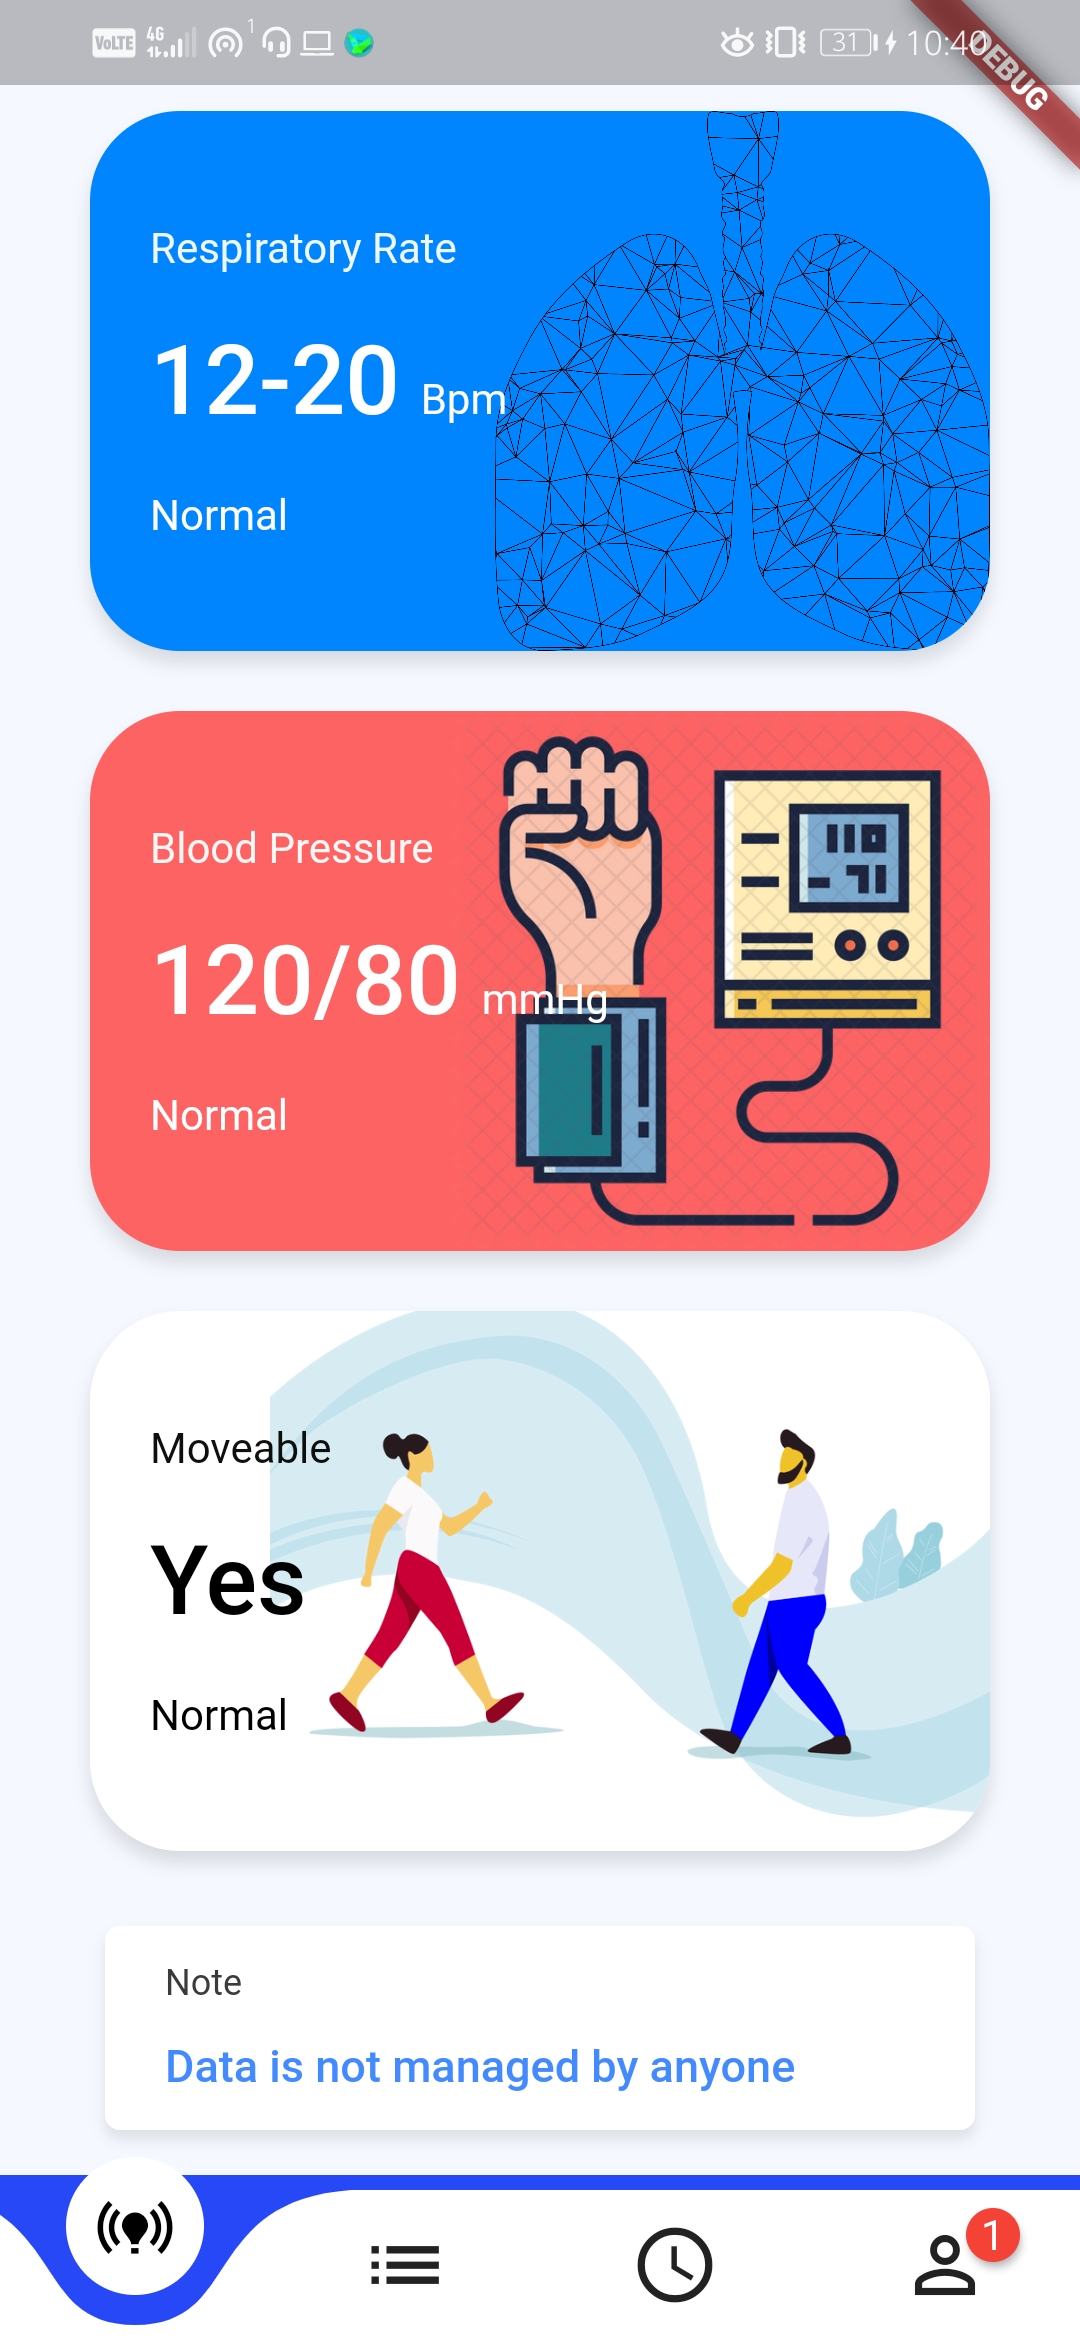 VoLTE 4G 1 31 10:40
DEBUG
Respiratory Rate
12-20 Bpm
Normal
Blood Pressure
120/80 mmHg
Normal
Moveable
Yes
Normal
Note
Data is not managed by anyone
1